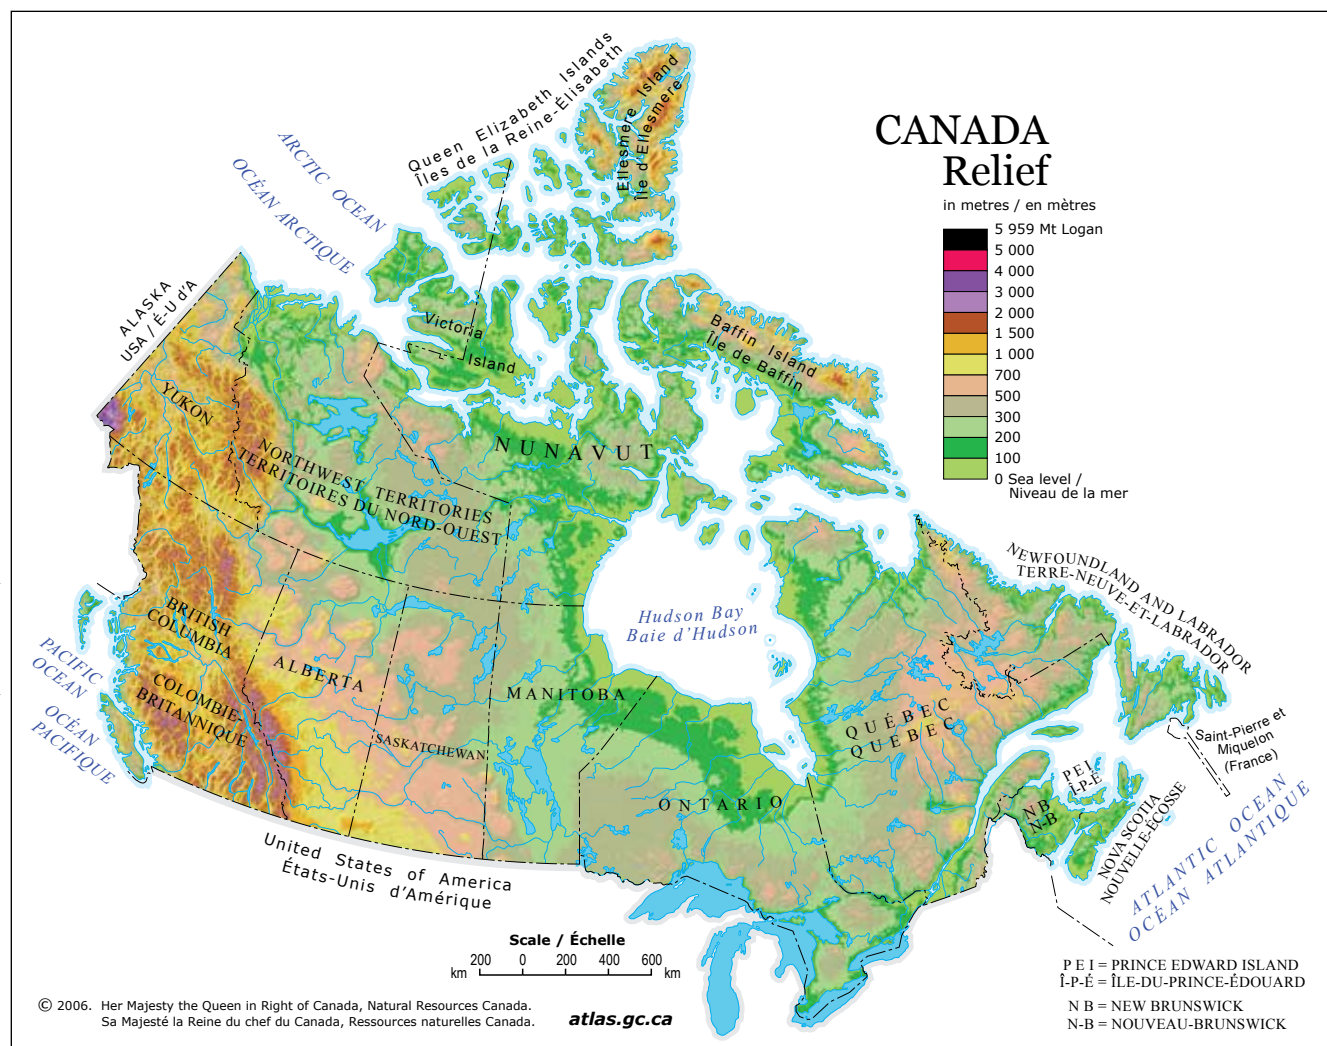 CANADA
Relief
in metres / en mètres
5 959 Mt Logan
5 000
4 000
3 000
2 000
1 500
1 000
700
500
300
200
100
0 Sea level /
Niveau de la mer
Queen Elizabeth Islands
Îles de la Reine-Élisabeth
Ellesmere Island
Île d'Ellesmere
ARCTIC OCEAN
OCÉAN ARCTIQUE
ALASKA
USA / É-U d'A
Victoria
Island
Baffin Island
Île de Baffin
YUKON
NUNAVUT
NORTHWEST TERRITORIES
TERRITOIRES DU NORD-OUEST
NEWFOUNDLAND AND LABRADOR
TERRE-NEUVE-ET-LABRADOR
Hudson Bay
Baie d'Hudson
BRITISH
COLUMBIA
COLOMBIE-
BRITANNIQUE
PACIFIC
OCEAN
OCÉAN
PACIFIQUE
ALBERTA
SASKATCHEWAN
MANITOBA
ONTARIO
QUÉBEC
QUEBEC
Saint-Pierre et
Miquelon
(France)
P E I
Î-P-É
N B
N-B
NOVA SCOTIA
NOUVELLE-ÉCOSSE
ATLANTIC OCEAN
OCÉAN ATLANTIQUE
United States of America
États-Unis d'Amérique
Scale / Échelle
km 200 0 200 400 600 km
P E I = PRINCE EDWARD ISLAND
Î-P-É = ÎLE-DU-PRINCE-ÉDOUARD
N B = NEW BRUNSWICK
N-B = NOUVEAU-BRUNSWICK
© 2006. Her Majesty the Queen in Right of Canada, Natural Resources Canada.
Sa Majesté la Reine du chef du Canada, Ressources naturelles Canada.
atlas.gc.ca